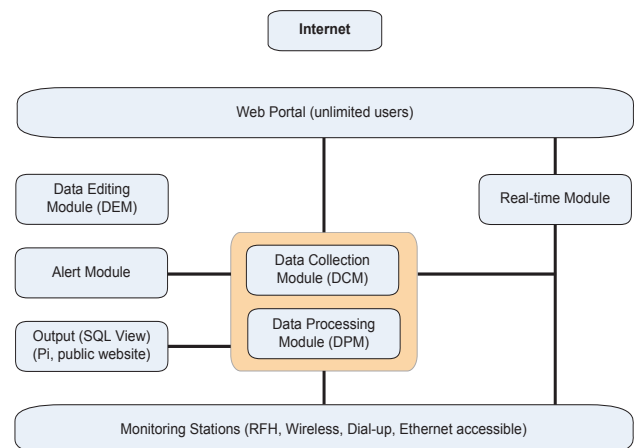 Internet
Web Portal (unlimited users)
Data Editing
Module (DEM)
Real-time Module
Alert Module
Data Collection
Module (DCM)
Output (SQL View)
(Pi, public website)
Data Processing
Module (DPM)
Monitoring Stations (RFH, Wireless, Dial-up, Ethernet accessible)